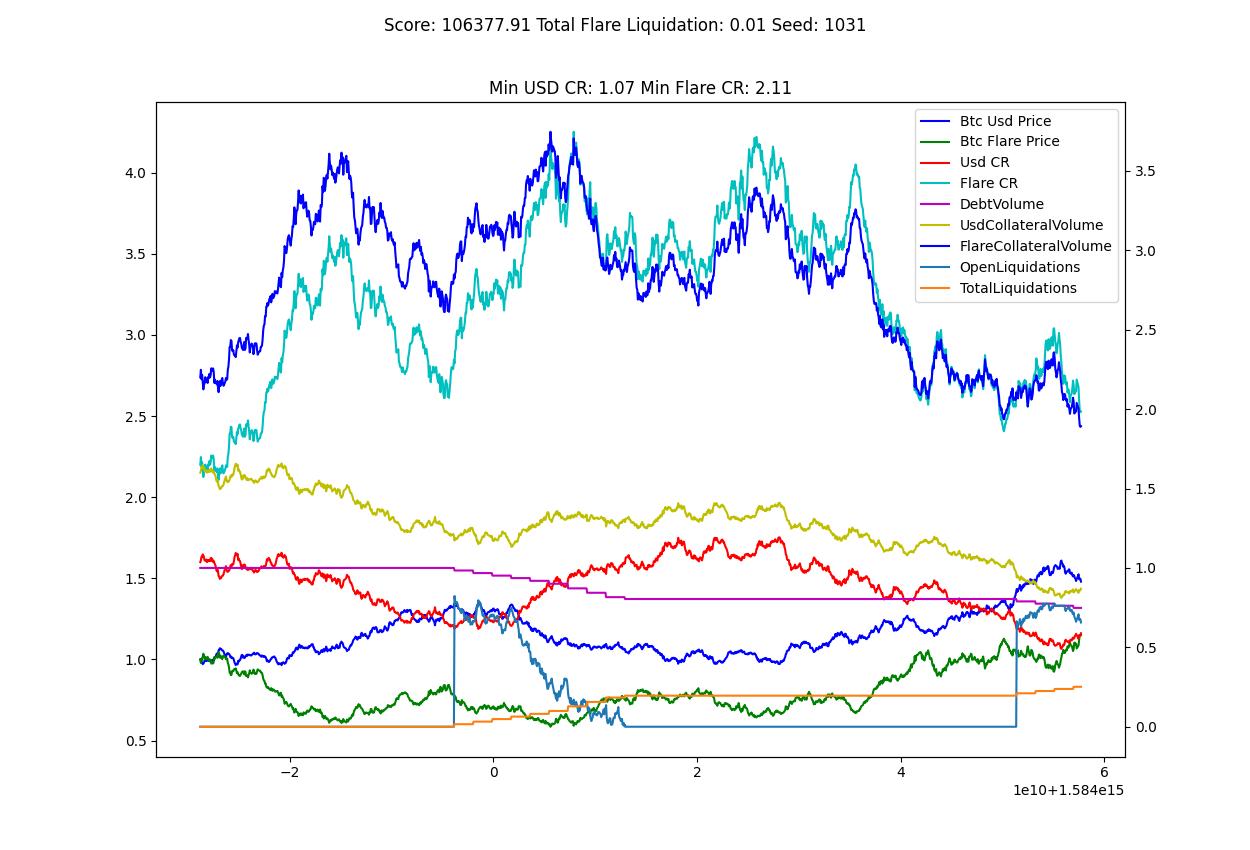 Score: 106377.91 Total Flare Liquidation: 0.01 Seed: 1031
Min USD CR: 1.07 Min Flare CR: 2.11
Btc Usd Price
Btc Flare Price
Usd CR
Flare CR
DebtVolume
UsdCollateralVolume
FlareCollateralVolume
OpenLiquidations
TotalLiquidations
4.0
3.5
3.0
2.5
2.0
1.5
1.0
0.5
3.5
3.0
2.5
2.0
1.5
1.0
0.5
0.0
−2 0 2 4 6
1e10+1.584e15